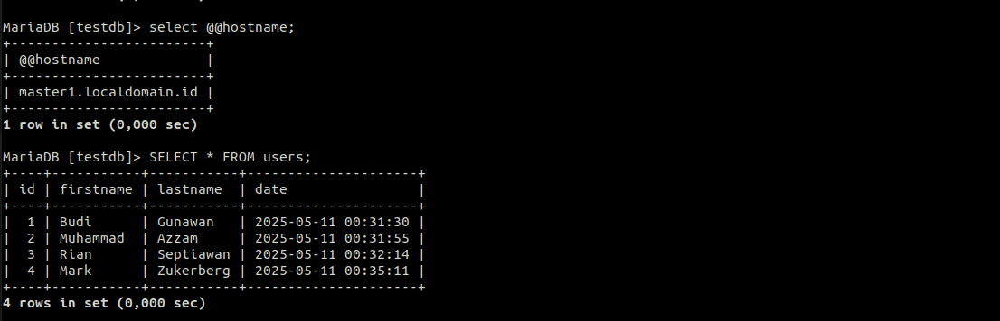 MariaDB [testdb]> select @@hostname;
+------------------------+
| @@hostname             |
+------------------------+
| master1.localdomain.id |
+------------------------+
1 row in set (0,000 sec)
MariaDB [testdb]> SELECT * FROM users;
+----+-----------+-----------+---------------------+
| id | firstname | lastname  | date                |
+----+-----------+-----------+---------------------+
|  1 | Budi      | Gunawan   | 2025-05-11 00:31:30 |
|  2 | Muhammad  | Azzam     | 2025-05-11 00:31:55 |
|  3 | Rian      | Septiawan | 2025-05-11 00:32:14 |
|  4 | Mark      | Zukerberg | 2025-05-11 00:35:11 |
+----+-----------+-----------+---------------------+
4 rows in set (0,000 sec)